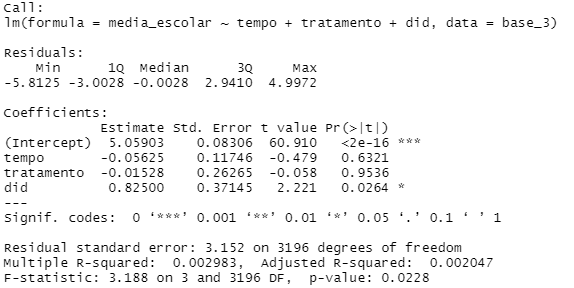 Call:
lm(formula = media_escolar ~ tempo + tratamento + did, data = base_3)
Residuals:
Min 1Q Median 3Q Max
-5.8125 -3.0028 -0.0028 2.9410 4.9972
Coefficients:
Estimate Std. Error t value Pr(>|t|)
(Intercept) 5.05903 0.08306 60.910 <2e-16 ***
tempo -0.05625 0.11746 -0.479 0.6321
tratamento -0.01528 0.26265 -0.058 0.9536
did 0.82500 0.37145 2.221 0.0264 *
---
Signif. codes: 0 ‘***’ 0.001 ‘**’ 0.01 ‘*’ 0.05 ‘.’ 0.1 ‘ ’ 1
Residual standard error: 3.152 on 3196 degrees of freedom
Multiple R-squared: 0.002983, Adjusted R-squared: 0.002047
F-statistic: 3.188 on 3 and 3196 DF, p-value: 0.0228